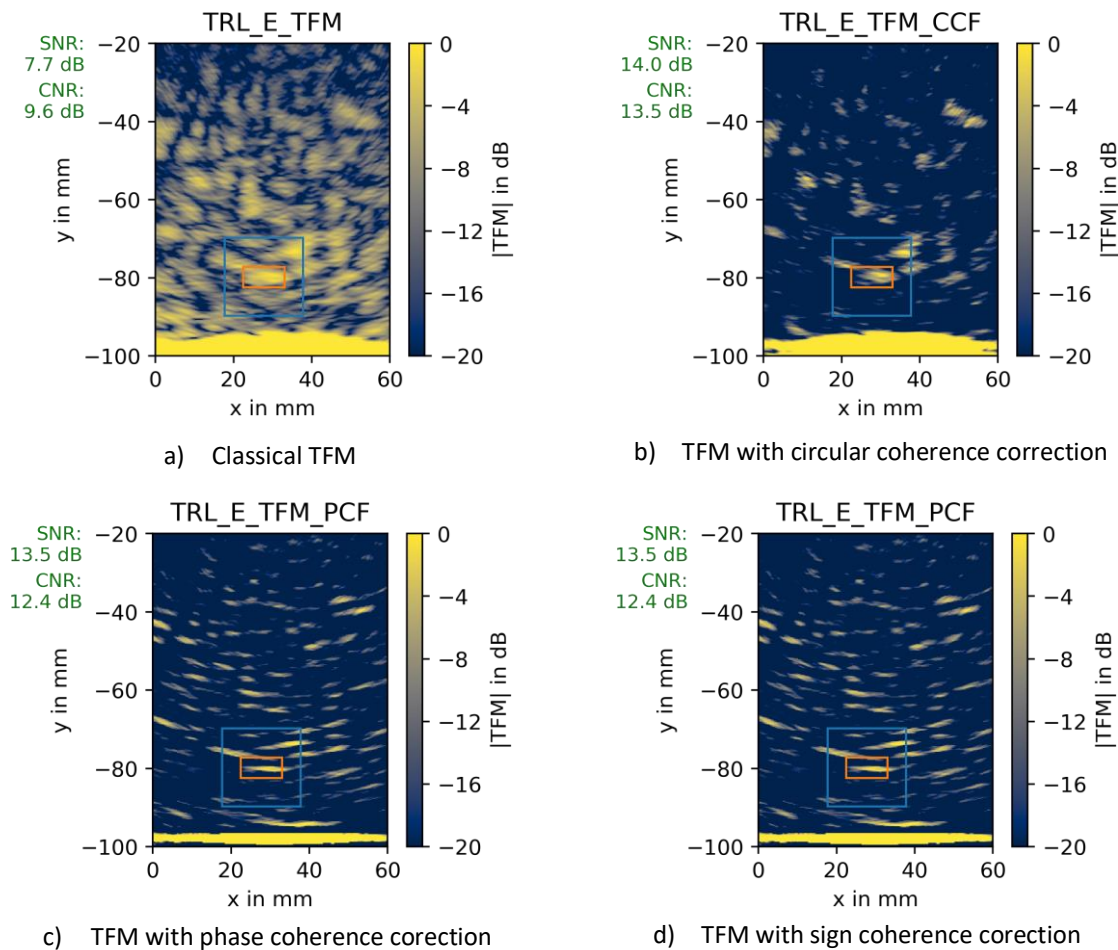 TRL_E_TFM
SNR:
7.7 dB
CNR:
9.6 dB
−20
−40
−60
−80
−100
y in mm
0
20
40
60
x in mm
0
−4
−8
−12
−16
−20
|TFM| in dB
a) Classical TFM
TRL_E_TFM_CCF
SNR:
14.0 dB
CNR:
13.5 dB
−20
−40
−60
−80
−100
y in mm
0
20
40
60
x in mm
0
−4
−8
−12
−16
−20
|TFM| in dB
b) TFM with circular coherence correction
TRL_E_TFM_PCF
SNR:
13.5 dB
CNR:
12.4 dB
−20
−40
−60
−80
−100
y in mm
0
20
40
60
x in mm
0
−4
−8
−12
−16
−20
|TFM| in dB
c) TFM with phase coherence corection
TRL_E_TFM_PCF
SNR:
13.5 dB
CNR:
12.4 dB
−20
−40
−60
−80
−100
y in mm
0
20
40
60
x in mm
0
−4
−8
−12
−16
−20
|TFM| in dB
d) TFM with sign coherence corection